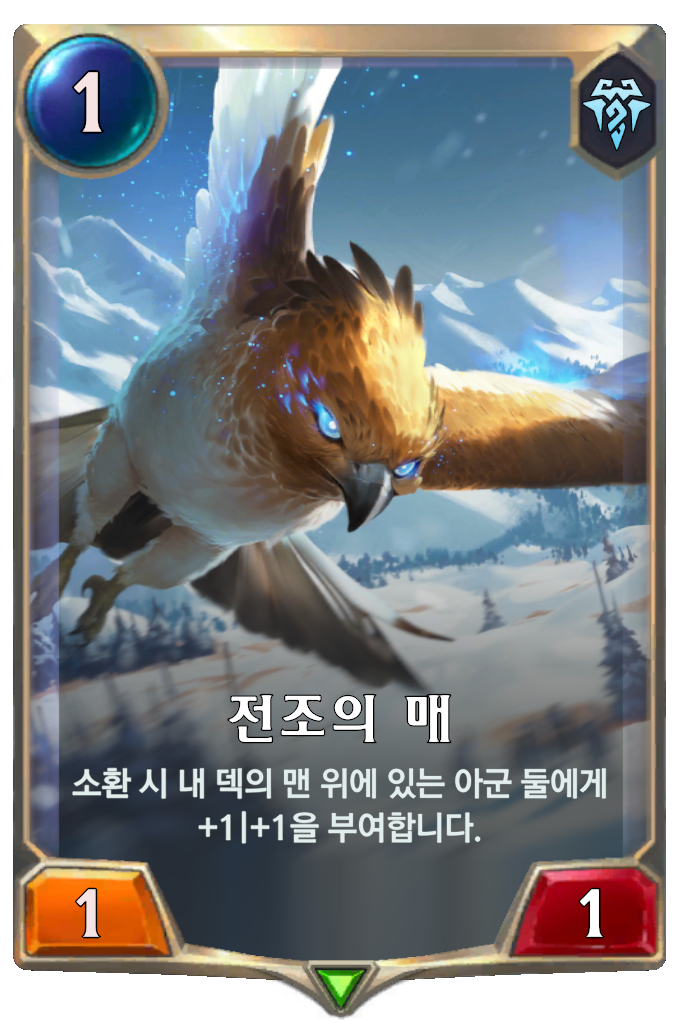 1
전조의 매
소환 시 내 덱의 맨 위에 있는 아군 둘에게
+1|+1을 부여합니다.
1
1